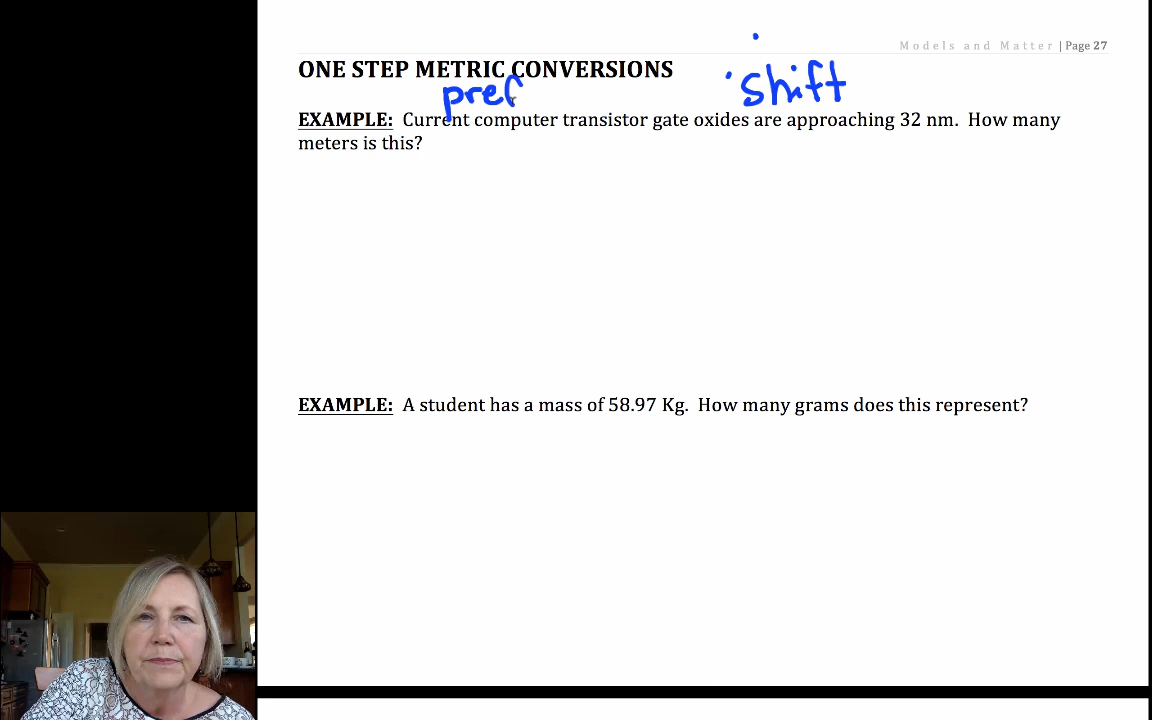 Models and Matter | Page 27
ONE STEP METRIC CONVERSIONS
pref shift
EXAMPLE: Current computer transistor gate oxides are approaching 32 nm. How many
meters is this?
EXAMPLE: A student has a mass of 58.97 Kg. How many grams does this represent?